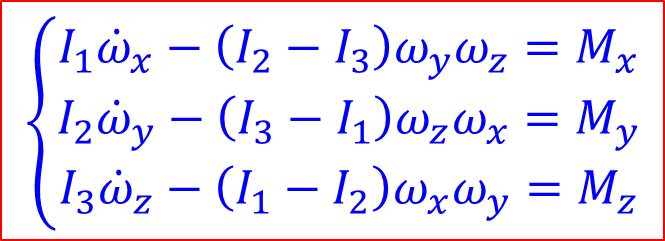 I₁ω̇ₓ − (I₂ − I₃)ω_yω_z = Mₓ
I₂ω̇_y − (I₃ − I₁)ω_zωₓ = M_y
I₃ω̇_z − (I₁ − I₂)ωₓω_y = M_z